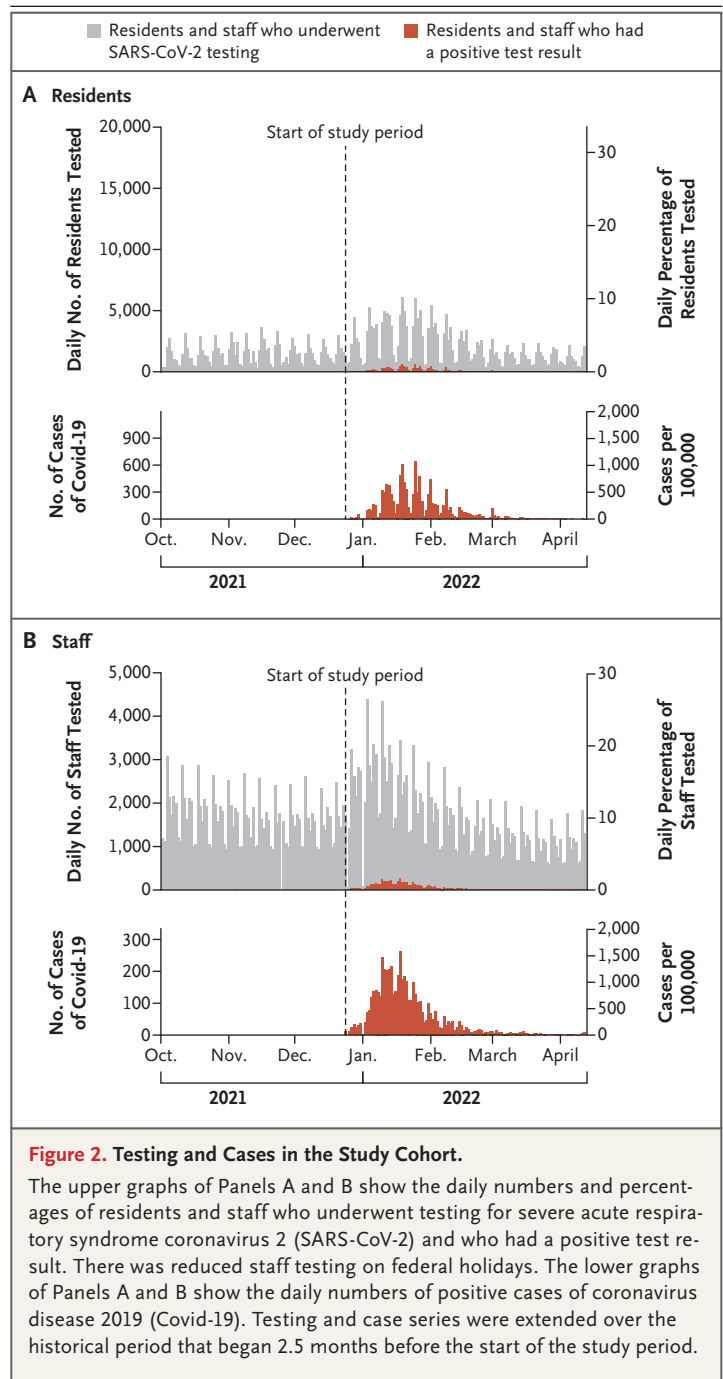 Residents and staff who underwent
SARS-CoV-2 testing
Residents and staff who had
a positive test result
A Residents
Daily No. of Residents Tested
20,000
15,000
10,000
5,000
0
Start of study period
30
20
10
0
Daily Percentage of
Residents Tested
No. of Cases
of Covid-19
900
600
300
0
2,000
1,500
1,000
500
0
Cases per
100,000
Oct. Nov. Dec. Jan. Feb. March April
2021 2022
B Staff
Daily No. of Staff Tested
5,000
4,000
3,000
2,000
1,000
0
Start of study period
30
20
10
0
Daily Percentage of
Staff Tested
No. of Cases
of Covid-19
300
200
100
0
2,000
1,500
1,000
500
0
Cases per
100,000
Oct. Nov. Dec. Jan. Feb. March April
2021 2022
Figure 2. Testing and Cases in the Study Cohort.
The upper graphs of Panels A and B show the daily numbers and percent-
ages of residents and staff who underwent testing for severe acute respira-
tory syndrome coronavirus 2 (SARS-CoV-2) and who had a positive test re-
sult. There was reduced staff testing on federal holidays. The lower graphs
of Panels A and B show the daily numbers of positive cases of coronavirus
disease 2019 (Covid-19). Testing and case series were extended over the
historical period that began 2.5 months before the start of the study period.